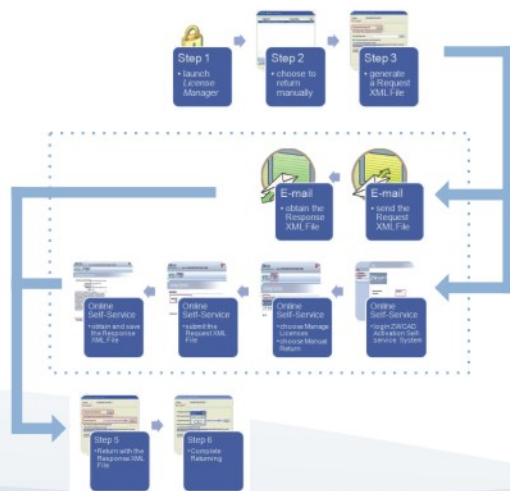 Step 1
• launch
License
Manager
Step 2
• choose to
return
manually
Step 3
• generate
a Request
XML File
E-mail
• obtain the
Response
XML File
E-mail
• send the
Request
XML File
Online
Self-Service
• obtain and save
the Response
XML File
Online
Self-Service
• submit the
Request XML
File
Online
Self-Service
• choose Manage
Licenses
• choose Manual
Return
Online
Self-Service
• login ZWCAD
Activation Self-
service System
Step 5
• Return with the
Response XML
File
Step 6
• Complete
Returning